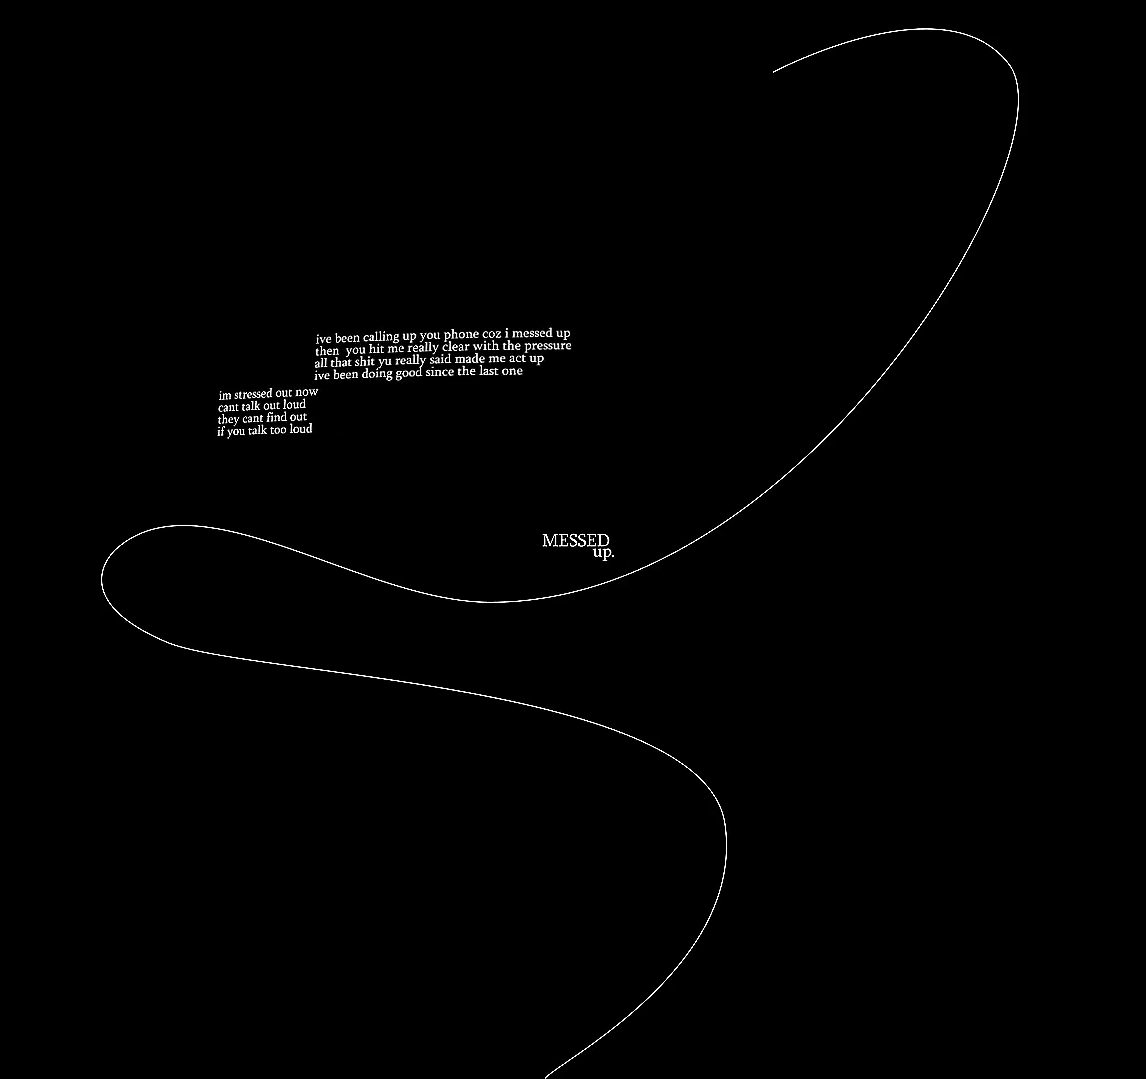 ive been calling up you phone coz i messed up
then  you hit me really clear with the pressure
all that shit yu really said made me act up
ive been doing good since the last one
im stressed out now
cant talk out loud
they cant find out
if you talk too loud
MESSED
up.